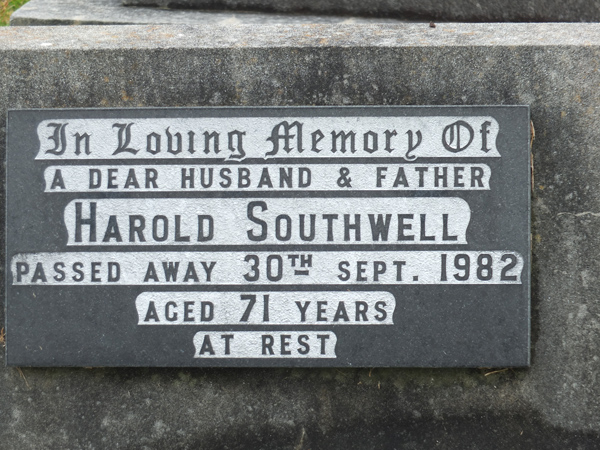 In Loving Memory Of
A DEAR HUSBAND & FATHER
HAROLD SOUTHWELL
PASSED AWAY 30TH SEPT. 1982
AGED 71 YEARS
AT REST